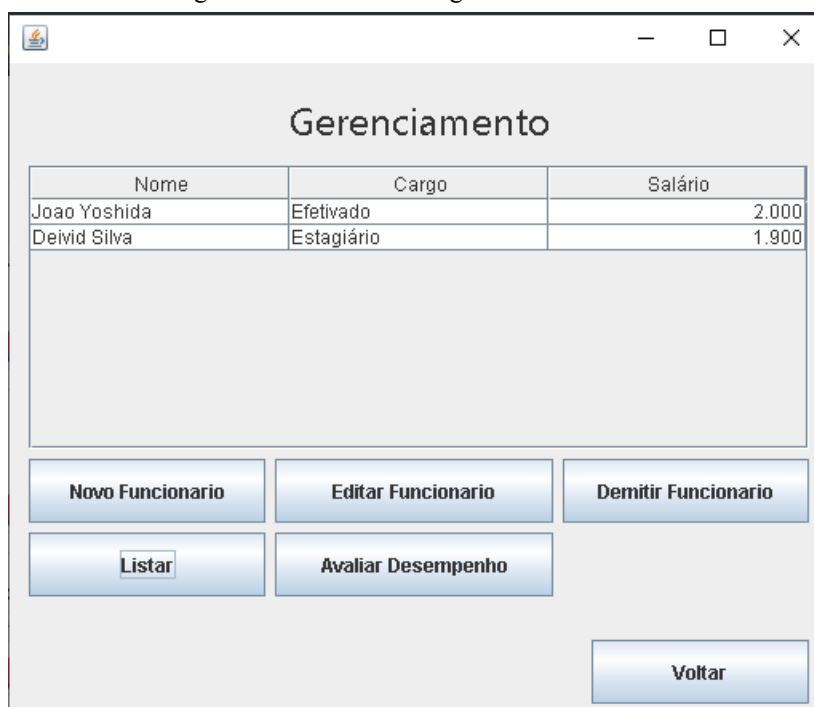 Gerenciamento
Nome Cargo Salário
Joao Yoshida Efetivado 2.000
Deivid Silva Estagiário 1.900
Novo Funcionario Editar Funcionario Demitir Funcionario
Listar Avaliar Desempenho
Voltar